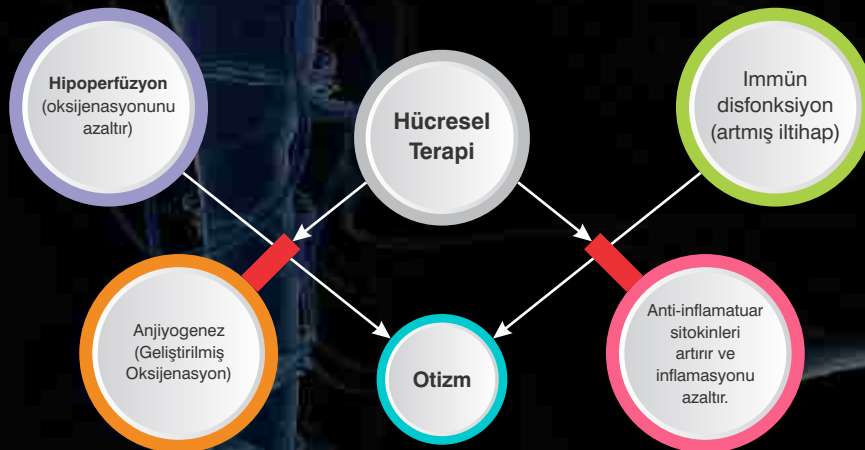 Hipoperfüzyon
(oksijenasyonunu
azaltır)
Hücresel
Terapi
Immün
disfonksiyon
(artmış iltihap)
Anjiyogenez
(Geliştirilmiş
Oksijenasyon)
Otizm
Anti-inflamatuar
sitokinleri
artırır ve
inflamasyonu
azaltır.